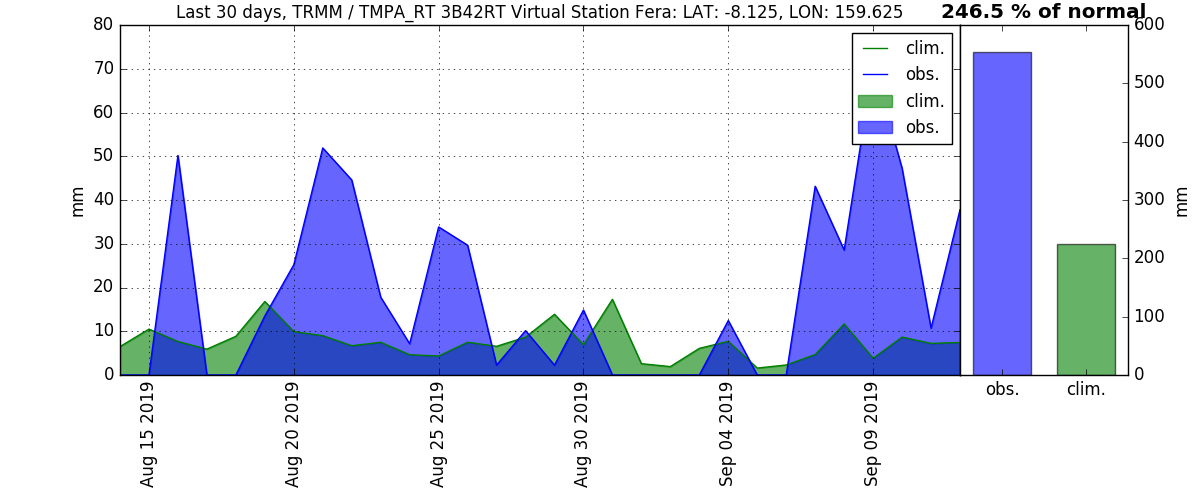 Last 30 days, TRMM / TMPA_RT 3B42RT Virtual Station Fera: LAT: -8.125, LON: 159.625
246.5 % of normal
80
70
60
50
40
30
20
10
0
mm
clim.
obs.
clim.
obs.
600
500
400
300
200
100
0
mm
Aug 15 2019
Aug 20 2019
Aug 25 2019
Aug 30 2019
Sep 04 2019
Sep 09 2019
obs.
clim.